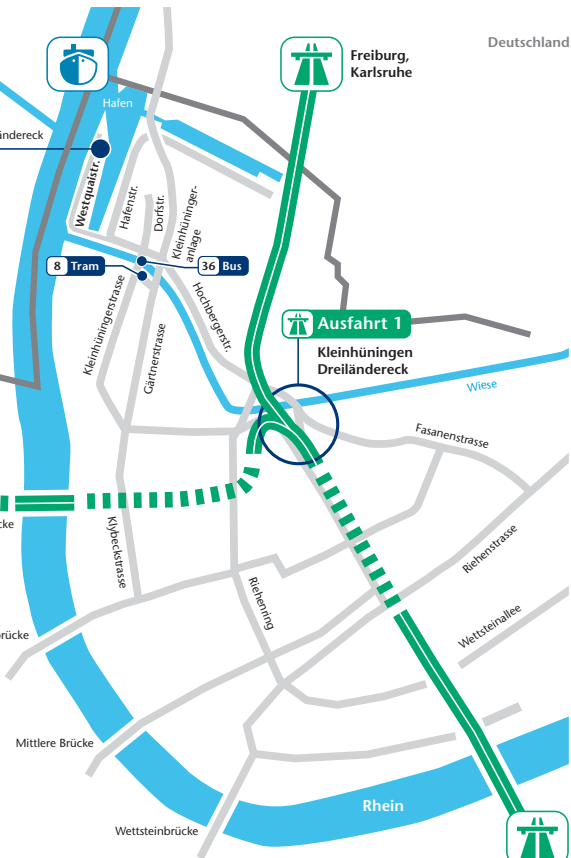 Deutschland
Freiburg,
Karlsruhe
Hafen
ändereck
Westquaistr.
Hafenstr.
Dorfstr.
Kleinhüninger-
anlage
8 Tram
36 Bus
Kleinhüningerstrasse
Gärtnerstrasse
Hochbergerstr.
Ausfahrt 1
Kleinhüningen
Dreiländereck
Wiese
Fasanenstrasse
cke
Klybeckstrasse
Riehenstrasse
Riehenring
Wettsteinallee
rücke
Mittlere Brücke
Rhein
Wettsteinbrücke